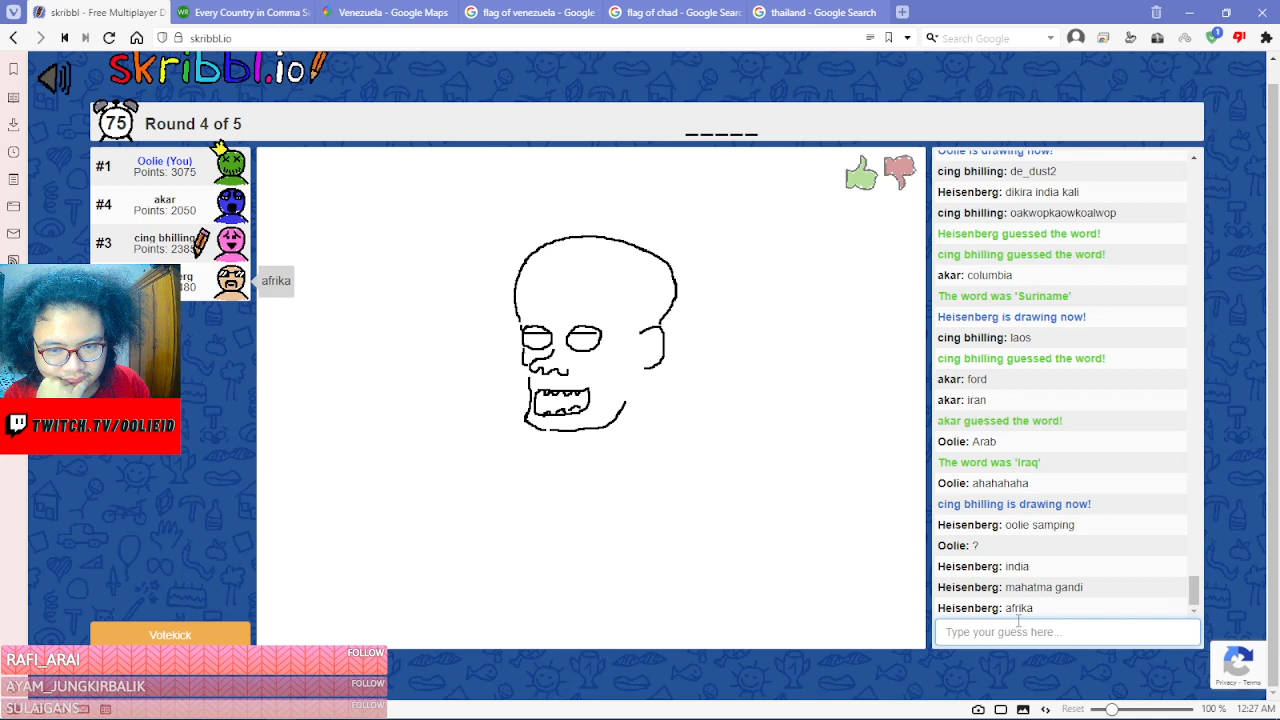 skribbl - Free Multiplayer D
Every Country in Comma S
Venezuela - Google Maps
flag of venezuela - Google
flag of chad - Google Searc
thailand - Google Search
skribbl.io
Search Google
1
skribbl.io
75
Round 4 of 5
_ _ _ _ _
#1
Oolie (You)
Points: 3075
#4
akar
Points: 2050
#3
cing bhilling
Points: 2385
afrika
TWITCH.TV/OOLIEID
Votekick
RAFI_ARAI
FOLLOW
AYAM_JUNGKIRBALIK
FOLLOW
SULAIGANS
FOLLOW
Oolie is drawing now!
cing bhilling: de_dust2
Heisenberg: dikira india kali
cing bhilling: oakwopkaowkoalwop
Heisenberg guessed the word!
cing bhilling guessed the word!
akar: columbia
The word was 'Suriname'
Heisenberg is drawing now!
cing bhilling: laos
cing bhilling guessed the word!
akar: ford
akar: iran
akar guessed the word!
Oolie: Arab
The word was 'Iraq'
Oolie: ahahahaha
cing bhilling is drawing now!
Heisenberg: oolie samping
Oolie: ?
Heisenberg: india
Heisenberg: mahatma gandi
Heisenberg: afrika
Type your guess here...
Privacy - Terms
Reset
100 %
12:27 AM